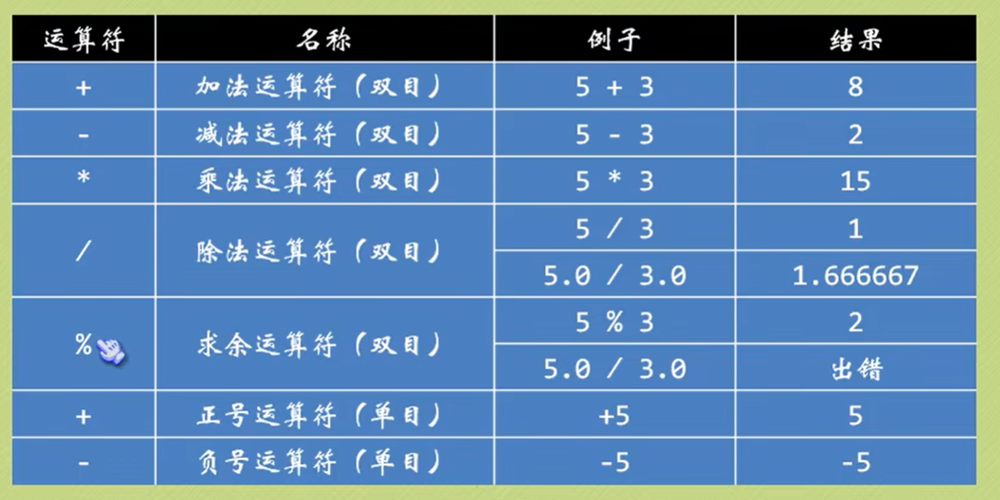 运算符 名称 例子 结果
+ 加法运算符（双目） 5 + 3 8
- 减法运算符（双目） 5 - 3 2
* 乘法运算符（双目） 5 * 3 15
/ 除法运算符（双目） 5 / 3 1
5.0 / 3.0 1.666667
% 求余运算符（双目） 5 % 3 2
5.0 / 3.0 出错
+ 正号运算符（单目） +5 5
- 负号运算符（单目） -5 -5